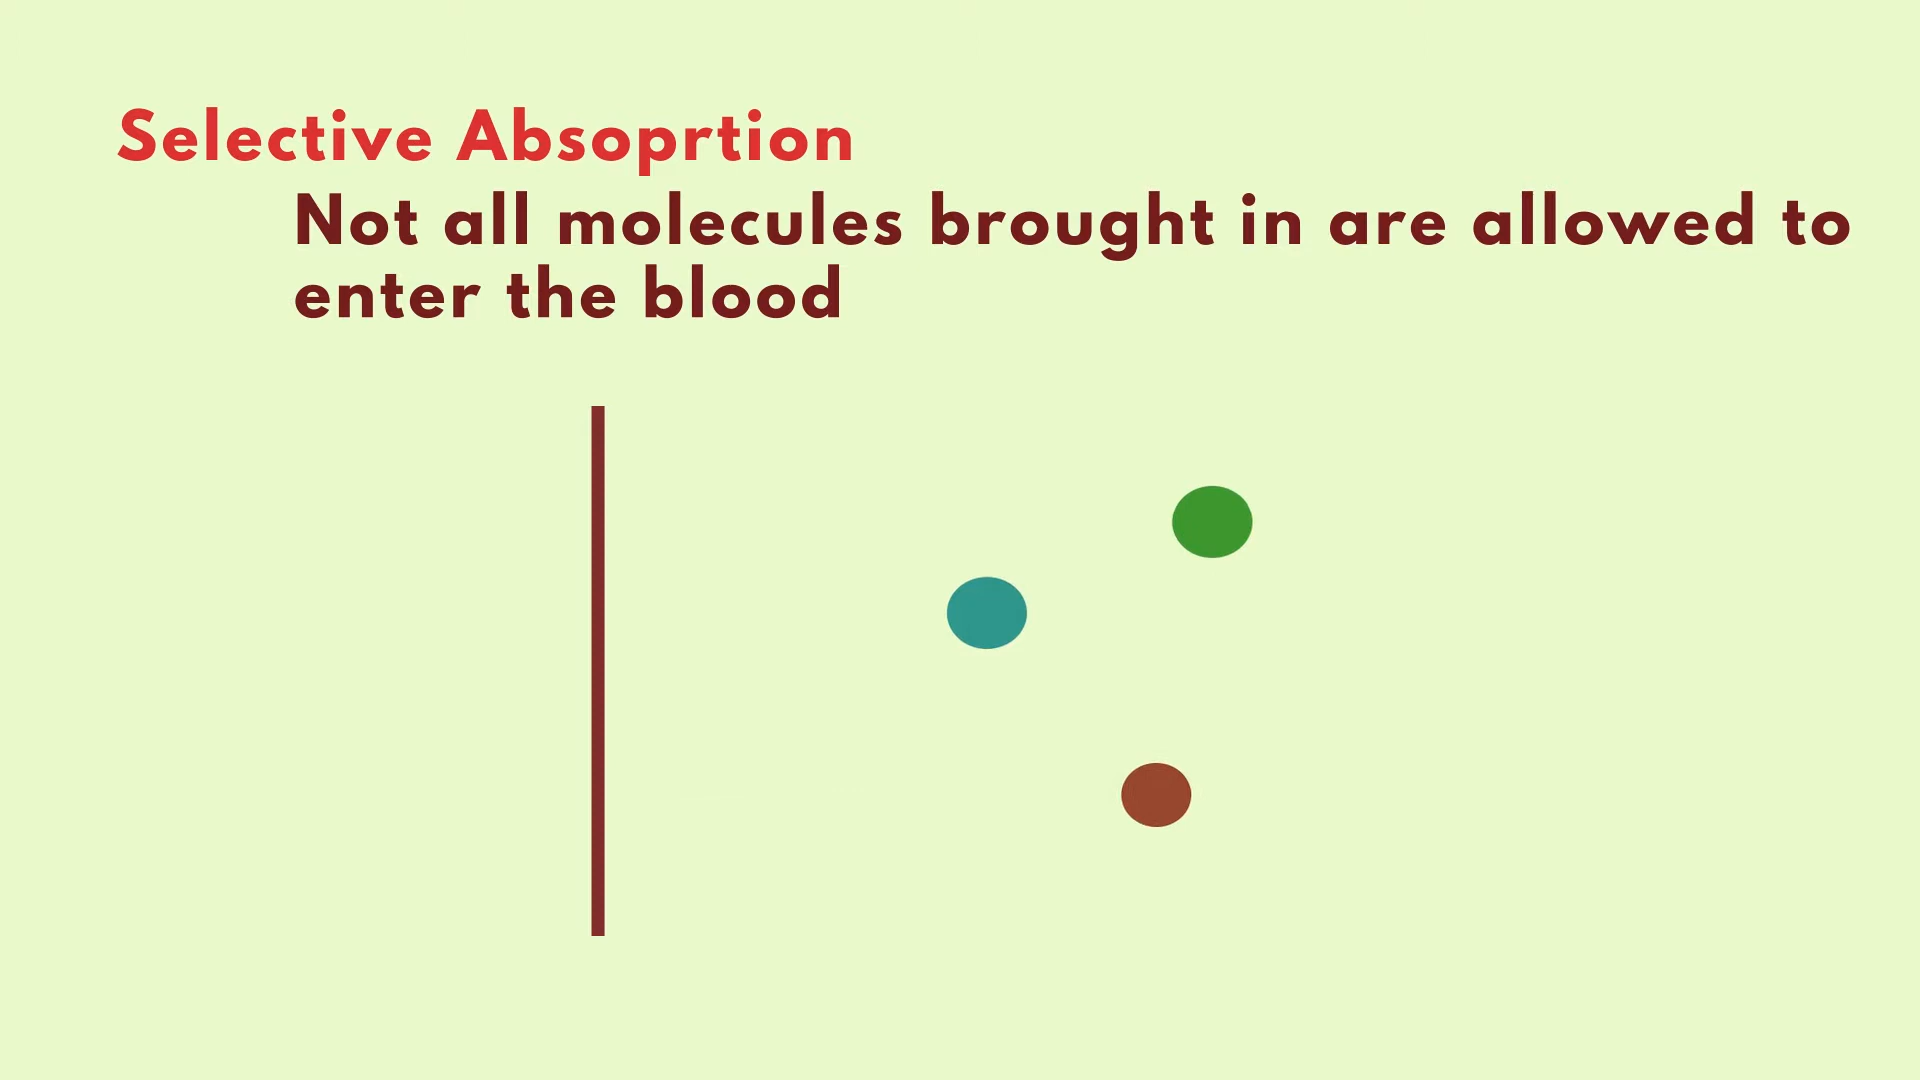 Selective Absoprtion
Not all molecules brought in are allowed to
enter the blood